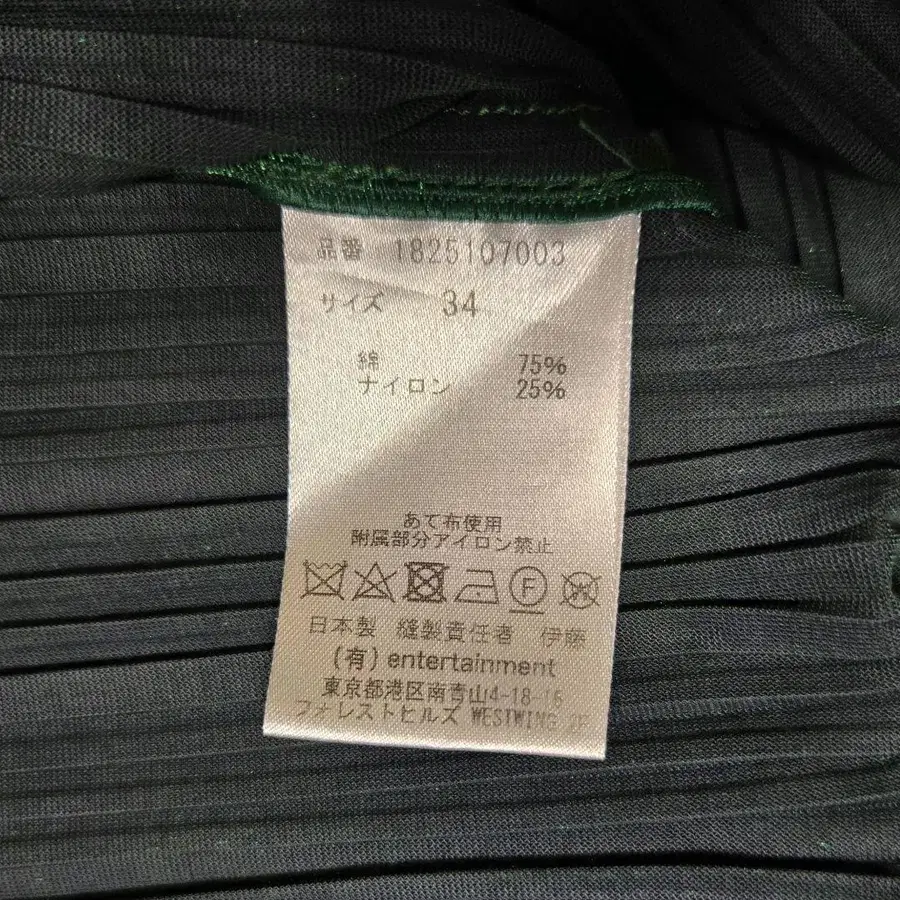 品番 1825107003
サイズ 34
綿 75%
ナイロン 25%
あて布使用
附属部分アイロン禁止
F
W
日本製 縫製責任者 伊藤
(有) entertainment
東京都港区南青山4-18-16
フォレストヒルズ WESTWING 2F